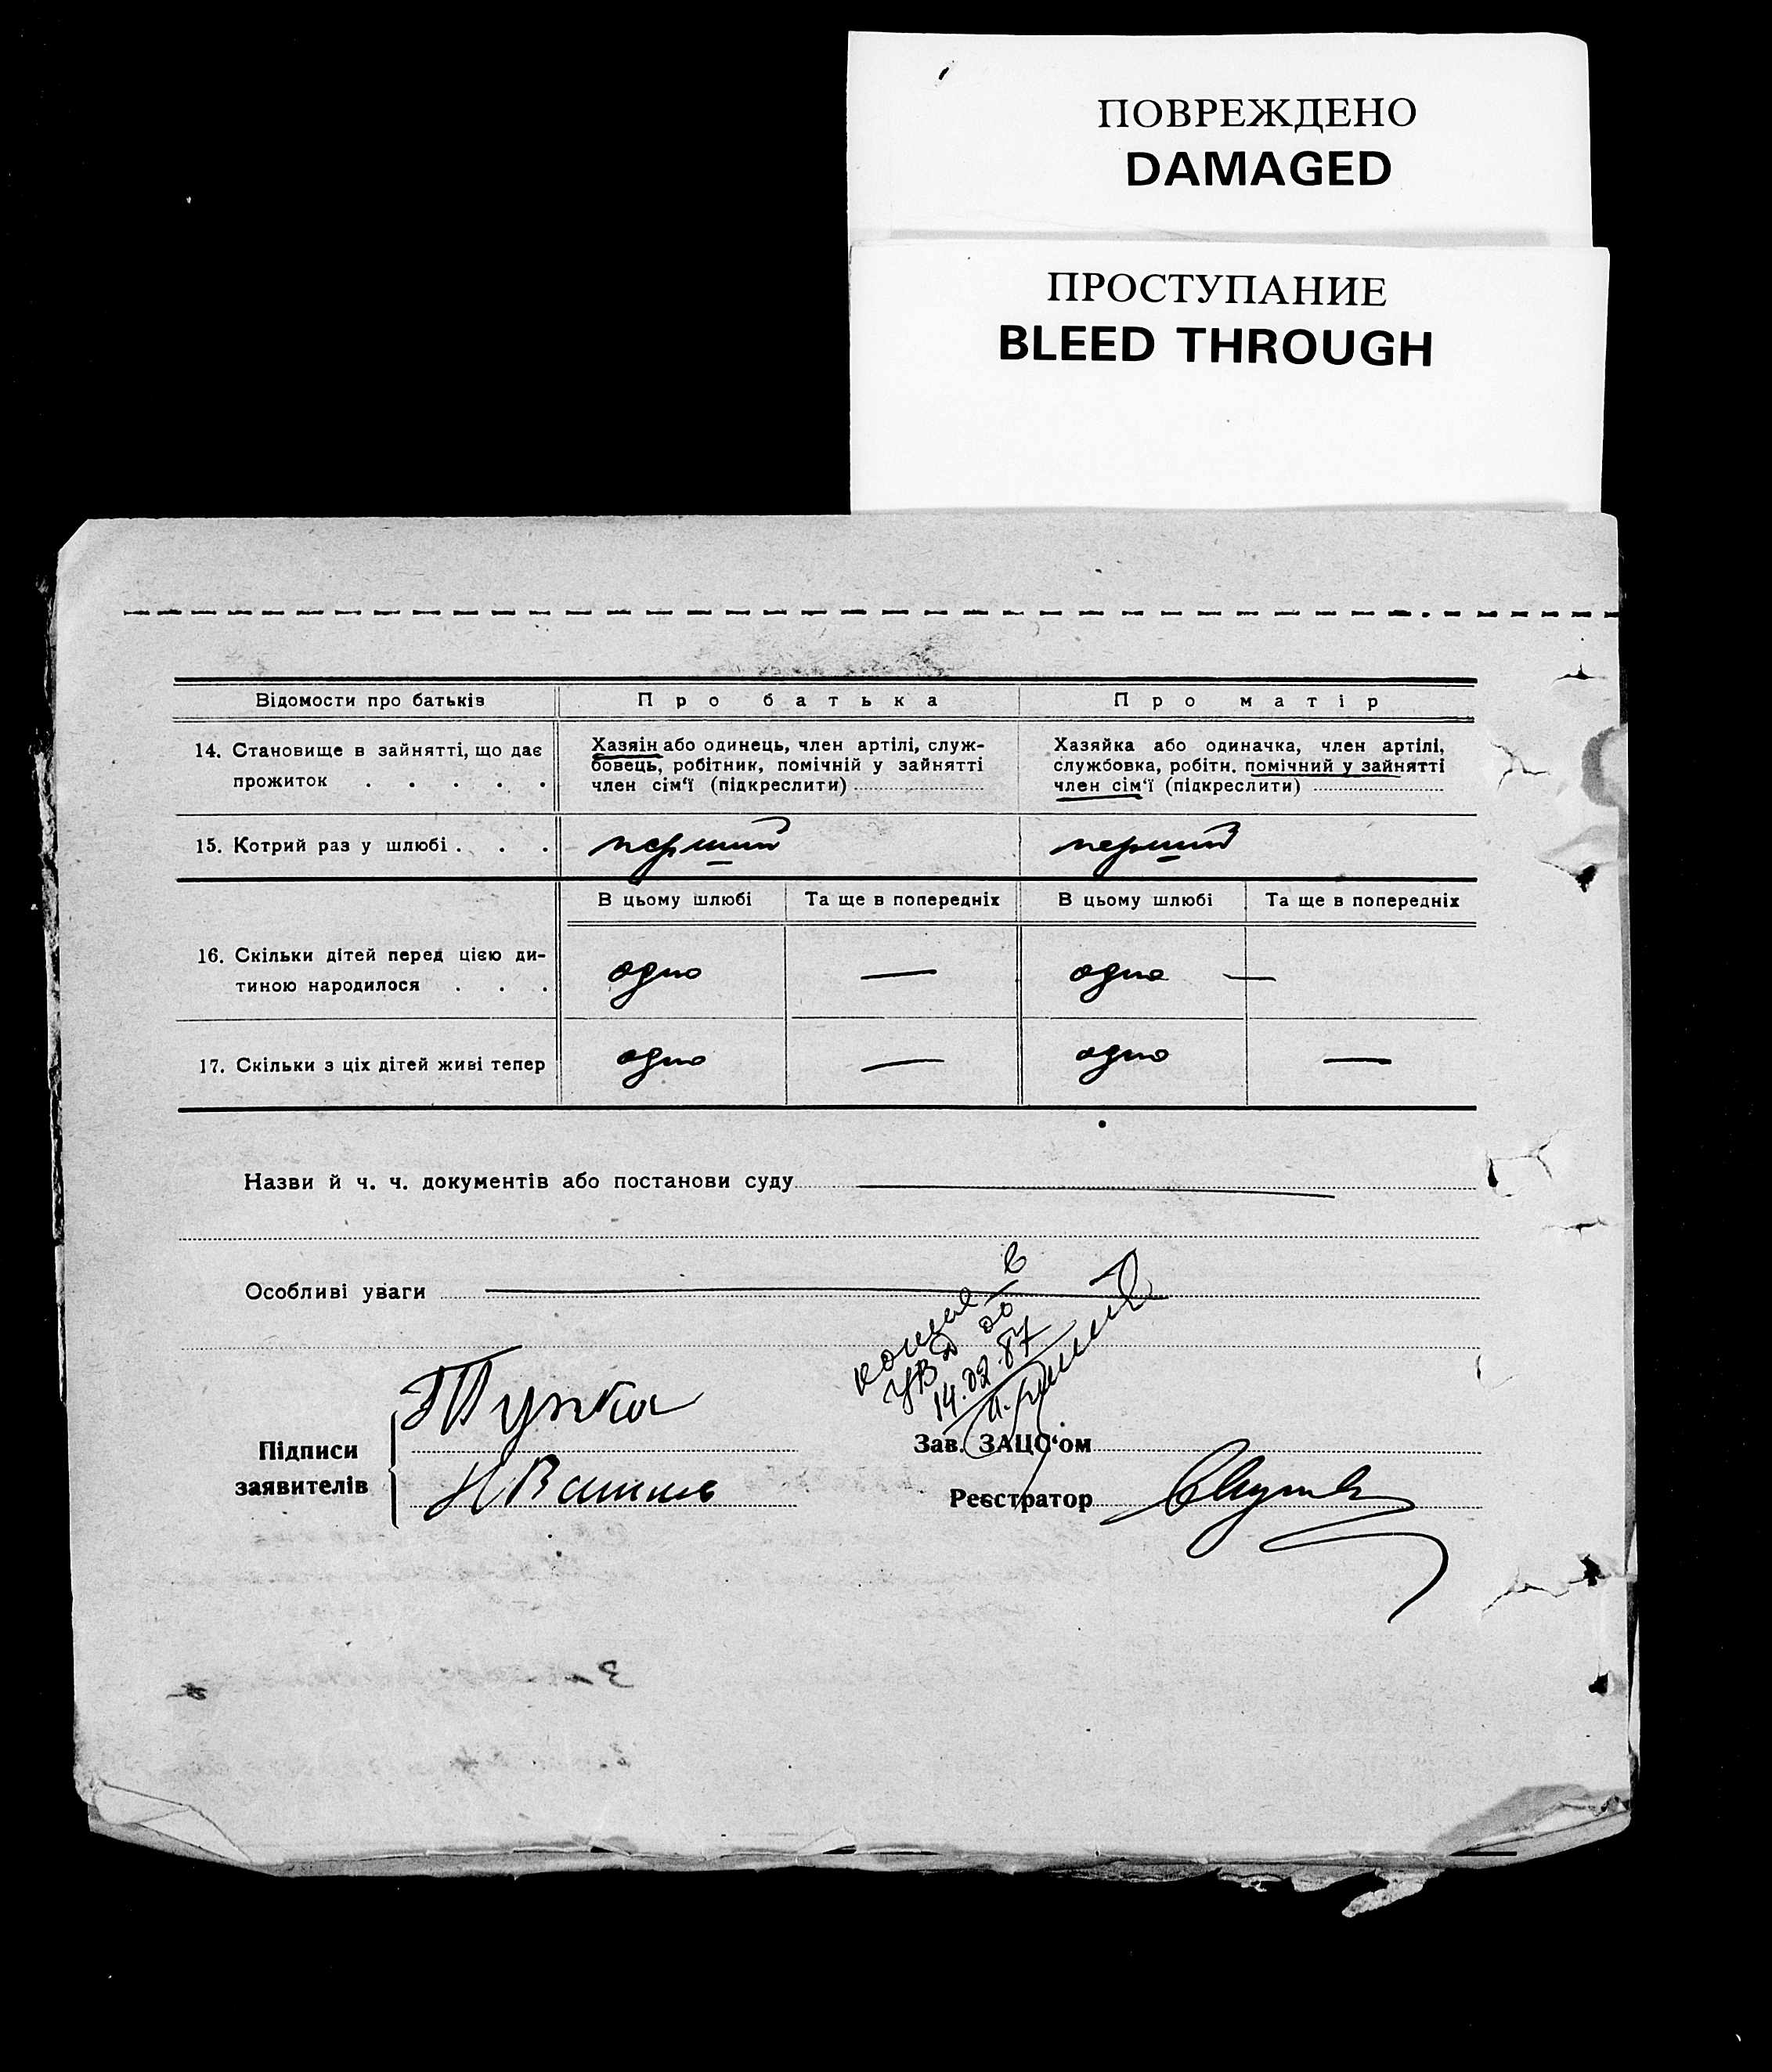 ПОВРЕЖДЕНО
DAMAGED
ПРОСТУПАНИЕ
BLEED THROUGH
Відомости про батьків Про батька Про матір
14. Становище в зайнятті, що дає прожиток . . . . .
Хазяін або одинець, член артілі, служ-
бовець, робітник, помічній у зайнятті
член сім'ї (підкреслити)
Хазяйка або одиначка, член артілі,
службовка, робітн. помічний у зайнятті
член сім'ї (підкреслити)
15. Котрий раз у шлюбі . . . перший перший
В цьому шлюбі Та ще в попередніх В цьому шлюбі Та ще в попередніх
16. Скільки дітей перед цією ди-
тиною народилося . . . одно — одно —
17. Скільки з ціх дітей живі тепер одно — одно —
Назви й ч. ч. документів або постанови суду
Особливі уваги
копия в
УВД об
14.02.87
Підписи
заявителів
Зав. ЗАЦС'ом
Реєстратор